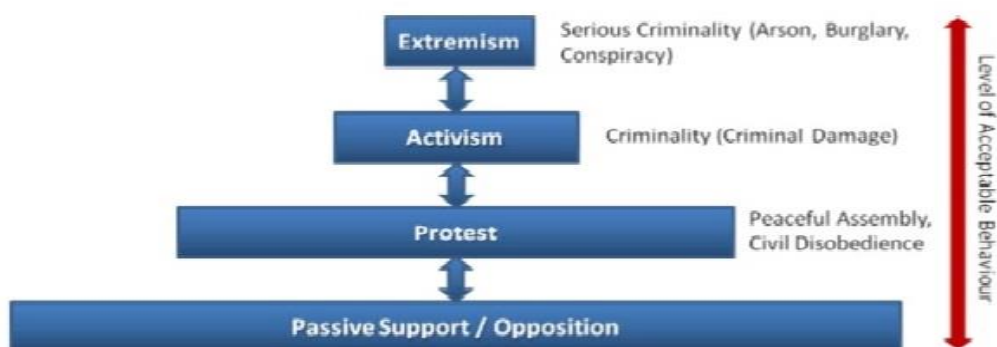 Extremism
Serious Criminality (Arson, Burglary,
Conspiracy)
Activism
Criminality (Criminal Damage)
Protest
Peaceful Assembly,
Civil Disobedience
Passive Support / Opposition
Level of Acceptable Behaviour